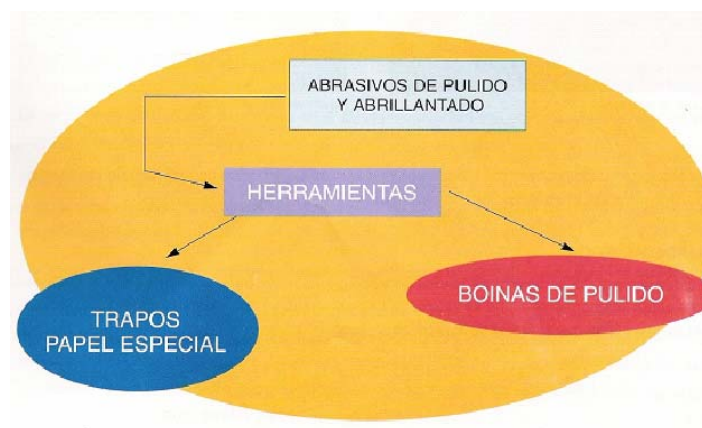 ABRASIVOS DE PULIDO
Y ABRILLANTADO
HERRAMIENTAS
TRAPOS
PAPEL ESPECIAL
BOINAS DE PULIDO